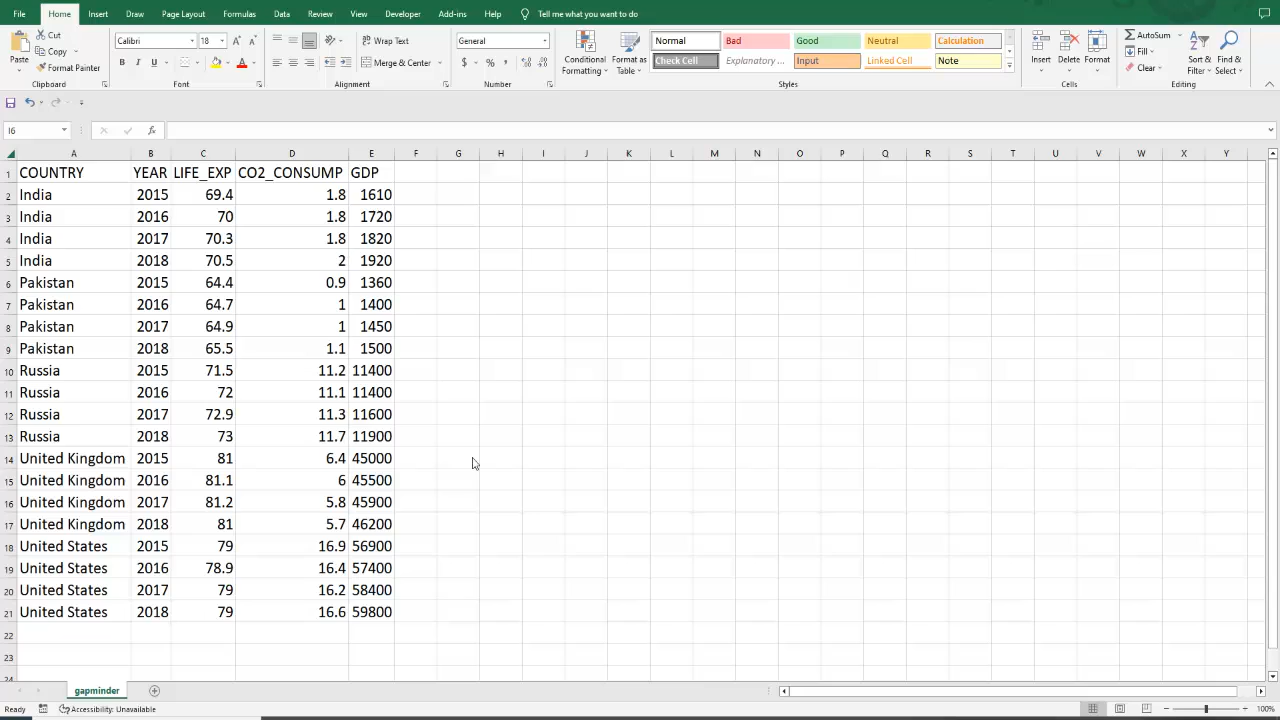 File Home Insert Draw Page Layout Formulas Data Review View Developer Add-ins Help Tell me what you want to do
Paste
Cut
Copy
Format Painter
Clipboard
Calibri 18
B I U
Font
Wrap Text
Merge & Center
Alignment
General
$ % ,
Number
Conditional Formatting
Format as Table
Normal Bad Good Neutral Calculation
Check Cell Explanatory ... Input Linked Cell Note
Styles
Insert Delete Format
Cells
AutoSum
Fill
Clear
Sort & Filter
Find & Select
Editing
I6 fx
A B C D E F G H I J K L M N O P Q R S T U V W X Y
1 COUNTRY YEAR LIFE_EXP CO2_CONSUMP GDP
2 India 2015 69.4 1.8 1610
3 India 2016 70 1.8 1720
4 India 2017 70.3 1.8 1820
5 India 2018 70.5 2 1920
6 Pakistan 2015 64.4 0.9 1360
7 Pakistan 2016 64.7 1 1400
8 Pakistan 2017 64.9 1 1450
9 Pakistan 2018 65.5 1.1 1500
10 Russia 2015 71.5 11.2 11400
11 Russia 2016 72 11.1 11400
12 Russia 2017 72.9 11.3 11600
13 Russia 2018 73 11.7 11900
14 United Kingdom 2015 81 6.4 45000
15 United Kingdom 2016 81.1 6 45500
16 United Kingdom 2017 81.2 5.8 45900
17 United Kingdom 2018 81 5.7 46200
18 United States 2015 79 16.9 56900
19 United States 2016 78.9 16.4 57400
20 United States 2017 79 16.2 58400
21 United States 2018 79 16.6 59800
22
23
24
gapminder
Ready Accessibility: Unavailable 100%